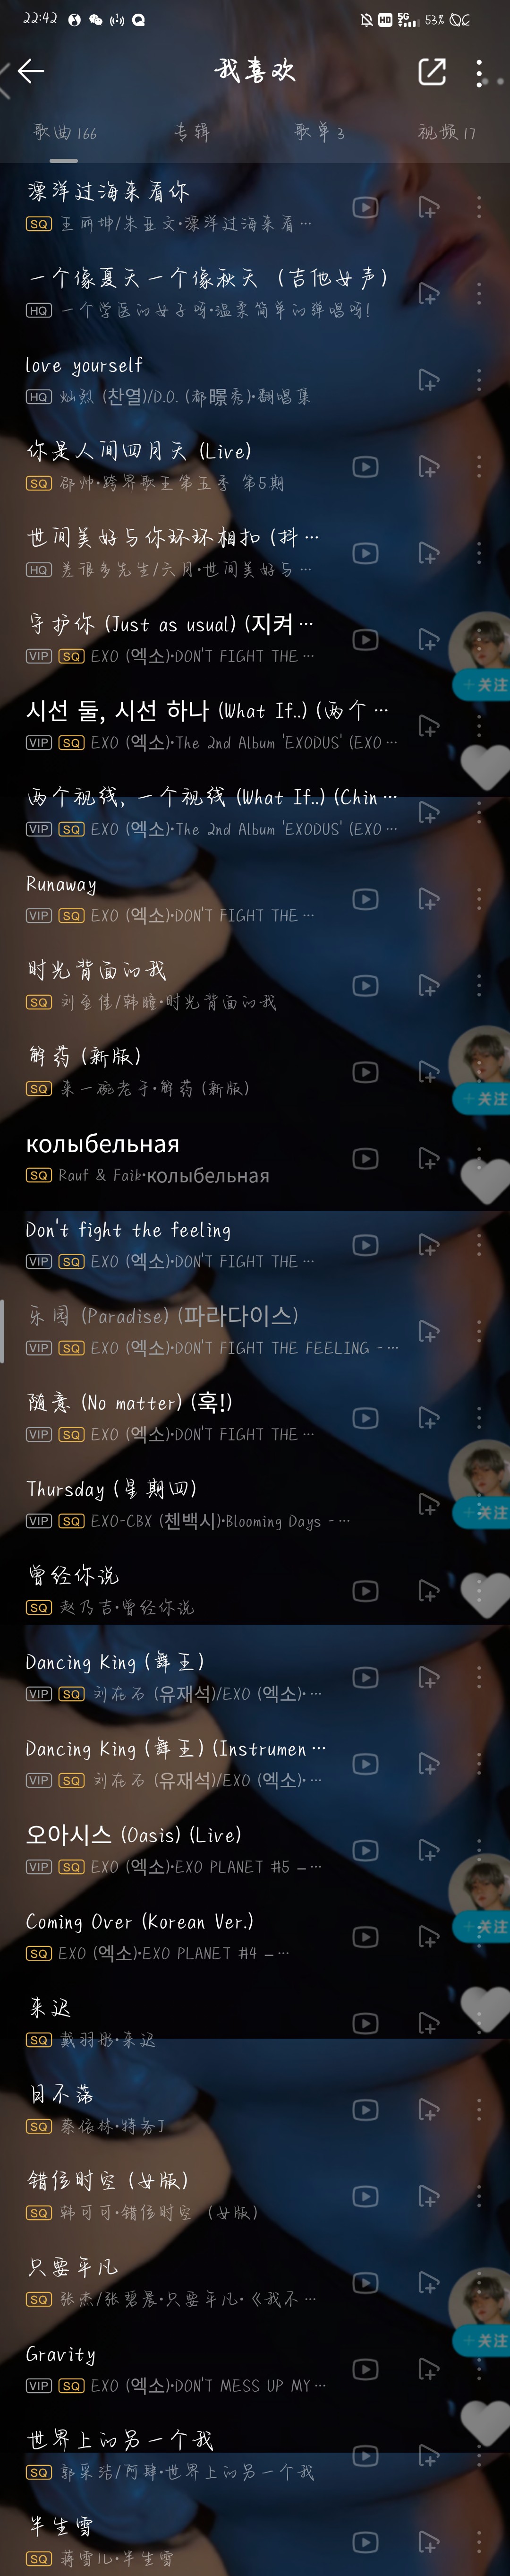 22:42
HD 5G 53%
我喜欢
歌曲166 专辑 歌单3 视频17
漂洋过海来看你
SQ 王丽坤/朱亚文·漂洋过海来看…
一个像夏天一个像秋天 (吉他女声)
HQ 一个学医的女子呀·温柔简单的弹唱呀!
love yourself
HQ 灿烈 (찬열)/D.O. (都暻秀)·翻唱集
你是人间四月天 (Live)
SQ 邵帅·跨界歌王第五季 第5期
世间美好与你环环相扣 (抖…
HQ 差很多先生/六月·世间美好与…
守护你 (Just as usual) (지켜…
VIP SQ EXO (엑소)·DON'T FIGHT THE…
+关注
시선 둘, 시선 하나 (What If..) (两个…
VIP SQ EXO (엑소)·The 2nd Album 'EXODUS' (EXO…
两个视线, 一个视线 (What If..) (Chin…
VIP SQ EXO (엑소)·The 2nd Album 'EXODUS' (EXO…
Runaway
VIP SQ EXO (엑소)·DON'T FIGHT THE…
时光背面的我
SQ 刘至佳/韩瞳·时光背面的我
解药 (新版)
SQ 来一碗老于·解药 (新版)
+关注
колыбельная
SQ Rauf & Faik·колыбельная
Don't fight the feeling
VIP SQ EXO (엑소)·DON'T FIGHT THE…
乐园 (Paradise) (파라다이스)
VIP SQ EXO (엑소)·DON'T FIGHT THE FEELING -…
随意 (No matter) (훅!)
VIP SQ EXO (엑소)·DON'T FIGHT THE…
Thursday (星期四)
+关注
VIP SQ EXO-CBX (첸백시)·Blooming Days -…
曾经你说
SQ 赵乃吉·曾经你说
Dancing King (舞王)
VIP SQ 刘在石 (유재석)/EXO (엑소)·…
Dancing King (舞王) (Instrumen…
VIP SQ 刘在石 (유재석)/EXO (엑소)·…
오아시스 (Oasis) (Live)
VIP SQ EXO (엑소)·EXO PLANET #5 –…
Coming Over (Korean Ver.)
+关注
SQ EXO (엑소)·EXO PLANET #4 –…
来迟
SQ 戴羽彤·来迟
日不落
SQ 蔡依林·特务J
错位时空 (女版)
SQ 韩可可·错位时空 (女版)
只要平凡
SQ 张杰/张碧晨·只要平凡·《我不…
+关注
Gravity
VIP SQ EXO (엑소)·DON'T MESS UP MY…
世界上的另一个我
SQ 郭采洁/阿肆·世界上的另一个我
半生雪
SQ 蒋雪儿·半生雪